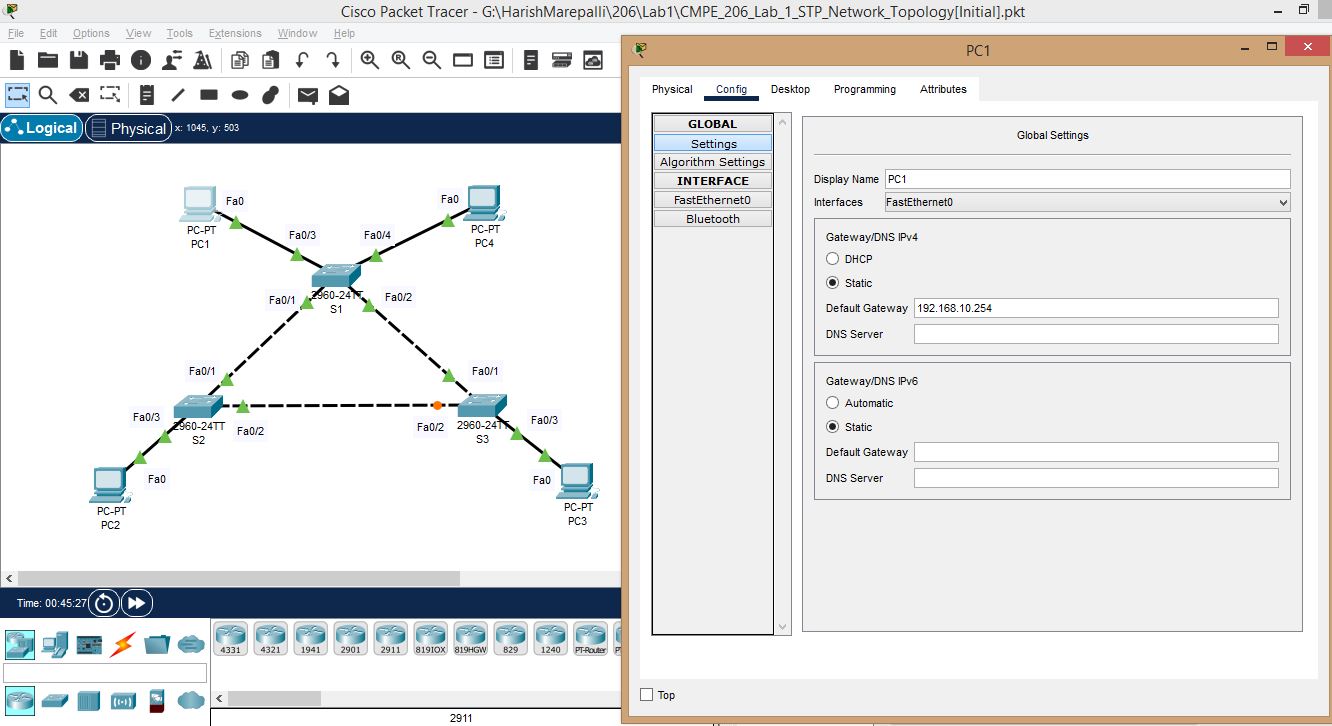 Cisco Packet Tracer - G:\HarishMarepalli\206\Lab1\CMPE_206_Lab_1_STP_Network_Topology[Initial].pkt
File Edit Options View Tools Extensions Window Help
Logical Physical x: 1045, y: 503
Fa0
PC-PT
PC1
Fa0
PC-PT
PC4
Fa0/3
Fa0/4
2960-24TT
S1
Fa0/1
Fa0/2
Fa0/1
Fa0/1
Fa0/3
2960-24TT
S2
Fa0/2
Fa0/2
2960-24TT
S3
Fa0/3
Fa0
PC-PT
PC2
Fa0
PC-PT
PC3
Time: 00:45:27
4331 4321 1941 2901 2911 819IOX 819HGW 829 1240 PT-Router
2911
PC1
Physical Config Desktop Programming Attributes
GLOBAL
Settings
Algorithm Settings
INTERFACE
FastEthernet0
Bluetooth
Global Settings
Display Name PC1
Interfaces FastEthernet0
Gateway/DNS IPv4
DHCP
Static
Default Gateway 192.168.10.254
DNS Server
Gateway/DNS IPv6
Automatic
Static
Default Gateway
DNS Server
Top